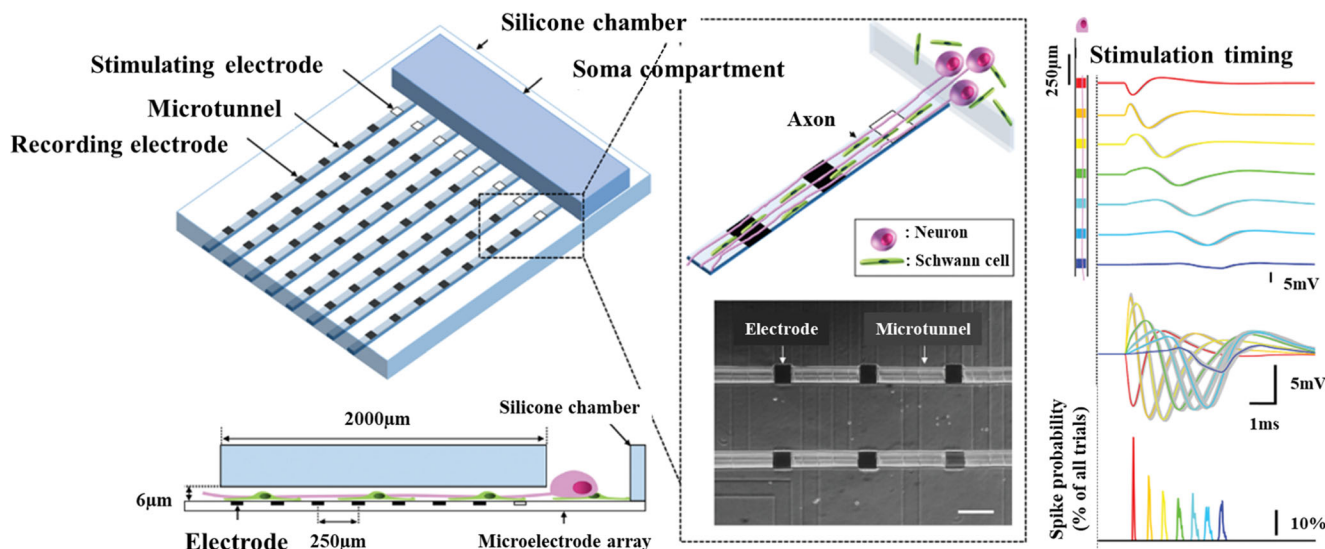 Silicone chamber
Stimulating electrode
Soma compartment
Microtunnel
Recording electrode
Axon
: Neuron
: Schwann cell
Electrode
Microtunnel
2000μm
Silicone chamber
6μm
Electrode
250μm
Microelectrode array
250μm
Stimulation timing
5mV
5mV
1ms
Spike probability
(% of all trials)
10%